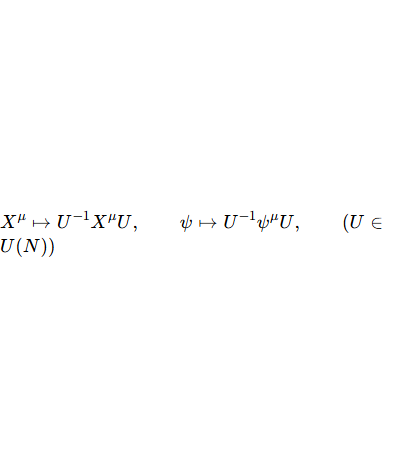 X^μ ↦ U^{-1}X^μU, ψ ↦ U^{-1}ψ^μU, (U ∈
U(N))